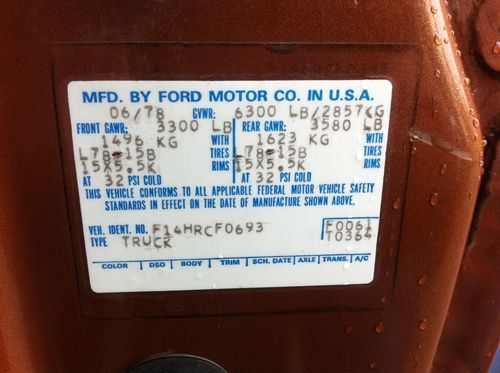 MFD. BY FORD MOTOR CO. IN U.S.A.
06/78 GVWR: 6300 LB/2857KG
FRONT GAWR: 3300 LB REAR GAWR: 3580 LB
1496 KG WITH 1623 KG WITH
L78-15B TIRES L78-15B TIRES
15X5.5K RIMS 15X5.5K RIMS
AT 32 PSI COLD AT 32 PSI COLD
THIS VEHICLE CONFORMS TO ALL APPLICABLE FEDERAL MOTOR VEHICLE SAFETY
STANDARDS IN EFFECT ON THE DATE OF MANUFACTURE SHOWN ABOVE.
VEH. IDENT. NO. F14HRCF0693 F0061
TYPE TRUCK T0364
COLOR DSO BODY TRIM SCH. DATE AXLE TRANS. A/C